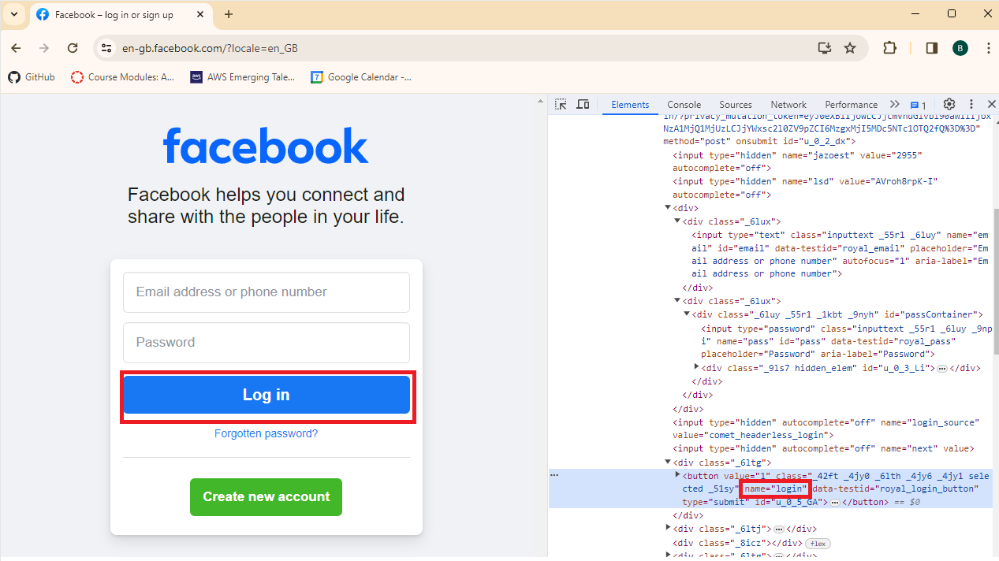 Facebook – log in or sign up
en-gb.facebook.com/?locale=en_GB
B
GitHub
Course Modules: A...
aws
AWS Emerging Tale...
7
Google Calendar -...
facebook
Facebook helps you connect and
share with the people in your life.
Email address or phone number
Password
Log in
Forgotten password?
Create new account
Elements Console Sources Network Performance 1
NzA1MjQ1MjUzLCJjYWxsc2l0ZV9pZCI6MzgxMjI5MDc5NTc1OTQ2fQ%3D%3D"
method="post" onsubmit id="u_0_2_dx">
<input type="hidden" name="jazoest" value="2955"
autocomplete="off">
<input type="hidden" name="lsd" value="AVroh8rpK-I"
autocomplete="off">
<div>
<div class="_6lux">
<input type="text" class="inputtext _55r1 _6luy" name="em
ail" id="email" data-testid="royal_email" placeholder="Em
ail address or phone number" autofocus="1" aria-label="Em
ail address or phone number">
</div>
<div class="_6lux">
<div class="_6luy _55r1 _1kbt _9nyh" id="passContainer">
<input type="password" class="inputtext _55r1 _6luy _9np
i" name="pass" id="pass" data-testid="royal_pass"
placeholder="Password" aria-label="Password">
<div class="_9ls7 hidden_elem" id="u_0_3_Li">…</div>
</div>
</div>
</div>
<input type="hidden" autocomplete="off" name="login_source"
value="comet_headerless_login">
<input type="hidden" autocomplete="off" name="next" value>
<div class="_6ltg">
<button value="1" class="_42ft _4jy0 _6lth _4jy6 _4jy1 sele
cted _51sy" name="login" data-testid="royal_login_button"
type="submit" id="u_0_5_GA">…</button> == $0
</div>
<div class="_6ltj">…</div>
<div class="_8icz"></div> flex
<div class="_6ltg">…</div>